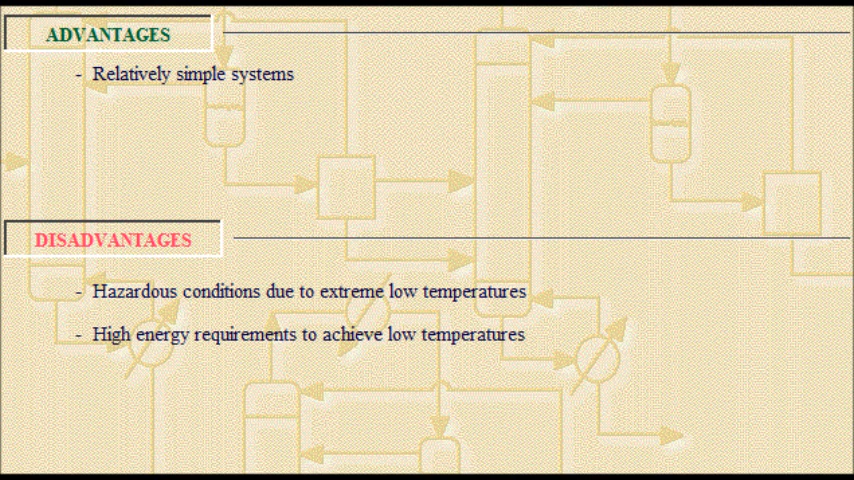 ADVANTAGES
- Relatively simple systems
DISADVANTAGES
- Hazardous conditions due to extreme low temperatures
- High energy requirements to achieve low temperatures